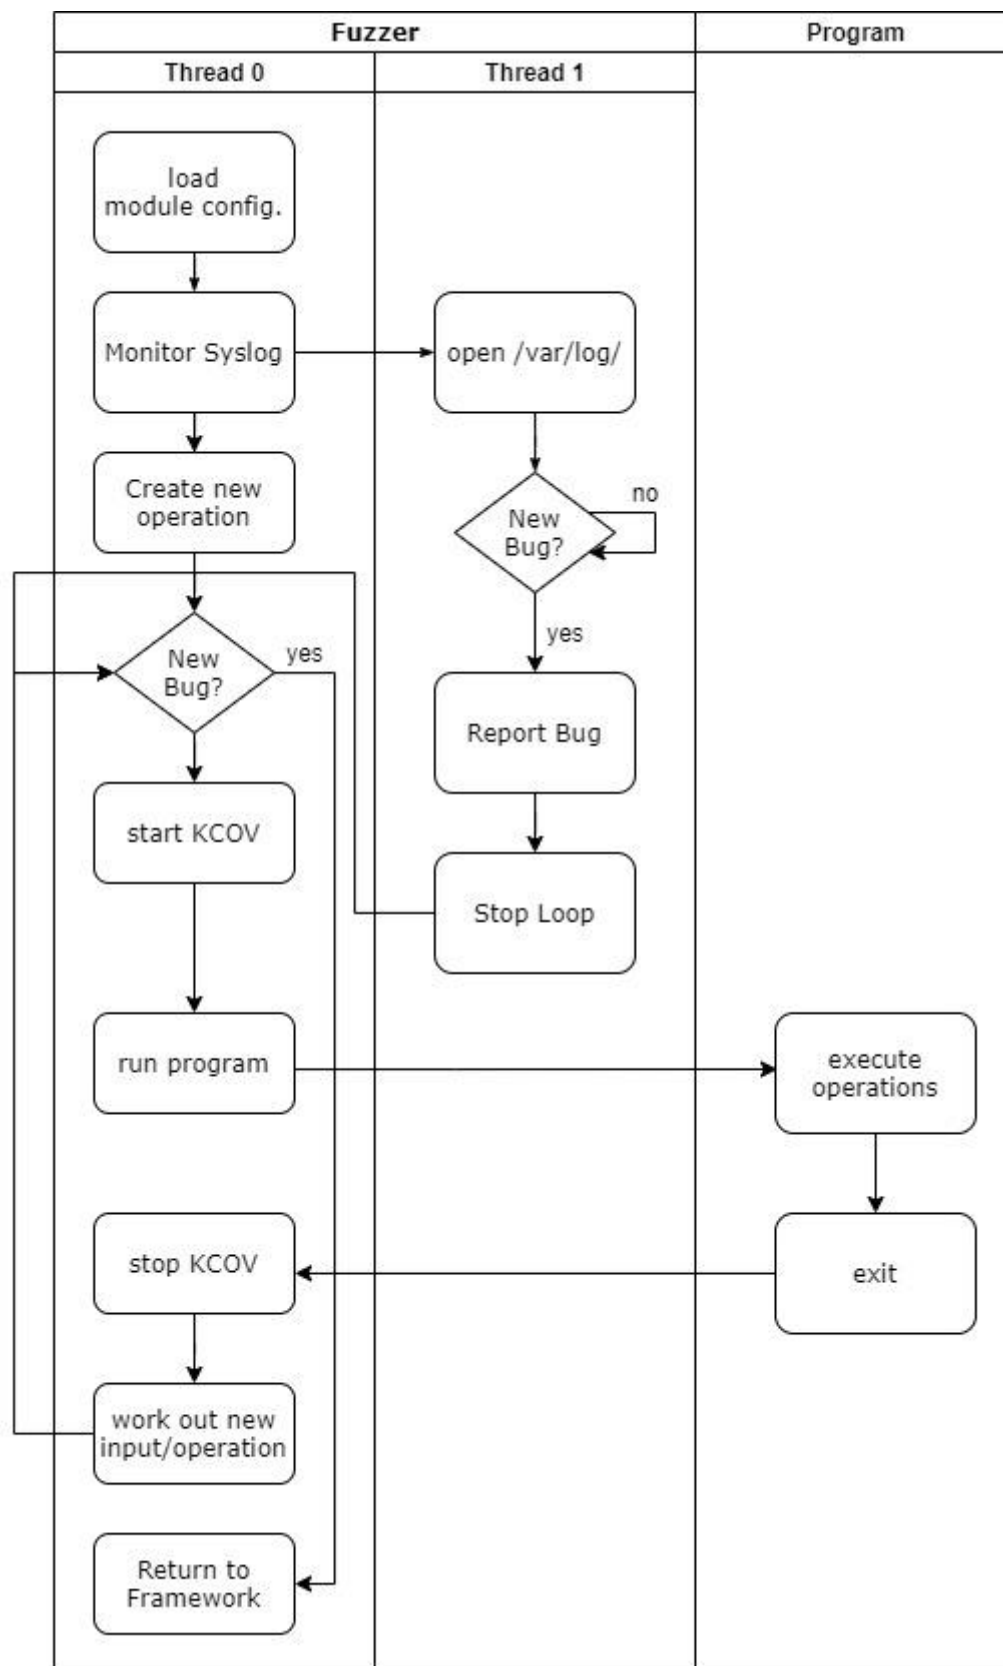 Fuzzer
Program
Thread 0
Thread 1
load
module config.
Monitor Syslog
open /var/log/
Create new
operation
New
Bug?
no
yes
New
Bug?
yes
Report Bug
start KCOV
Stop Loop
run program
execute
operations
stop KCOV
exit
work out new
input/operation
Return to
Framework